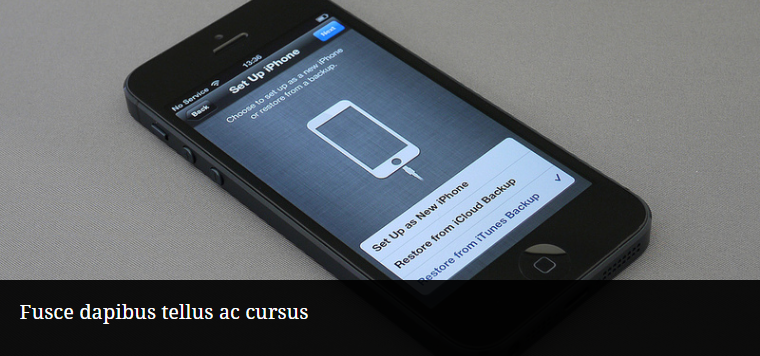 No Service 13:36
Back Set Up iPhone Next
Choose to set up as a new iPhone
or restore from a backup.
Set Up as New iPhone
Restore from iCloud Backup
Restore from iTunes Backup
Fusce dapibus tellus ac cursus